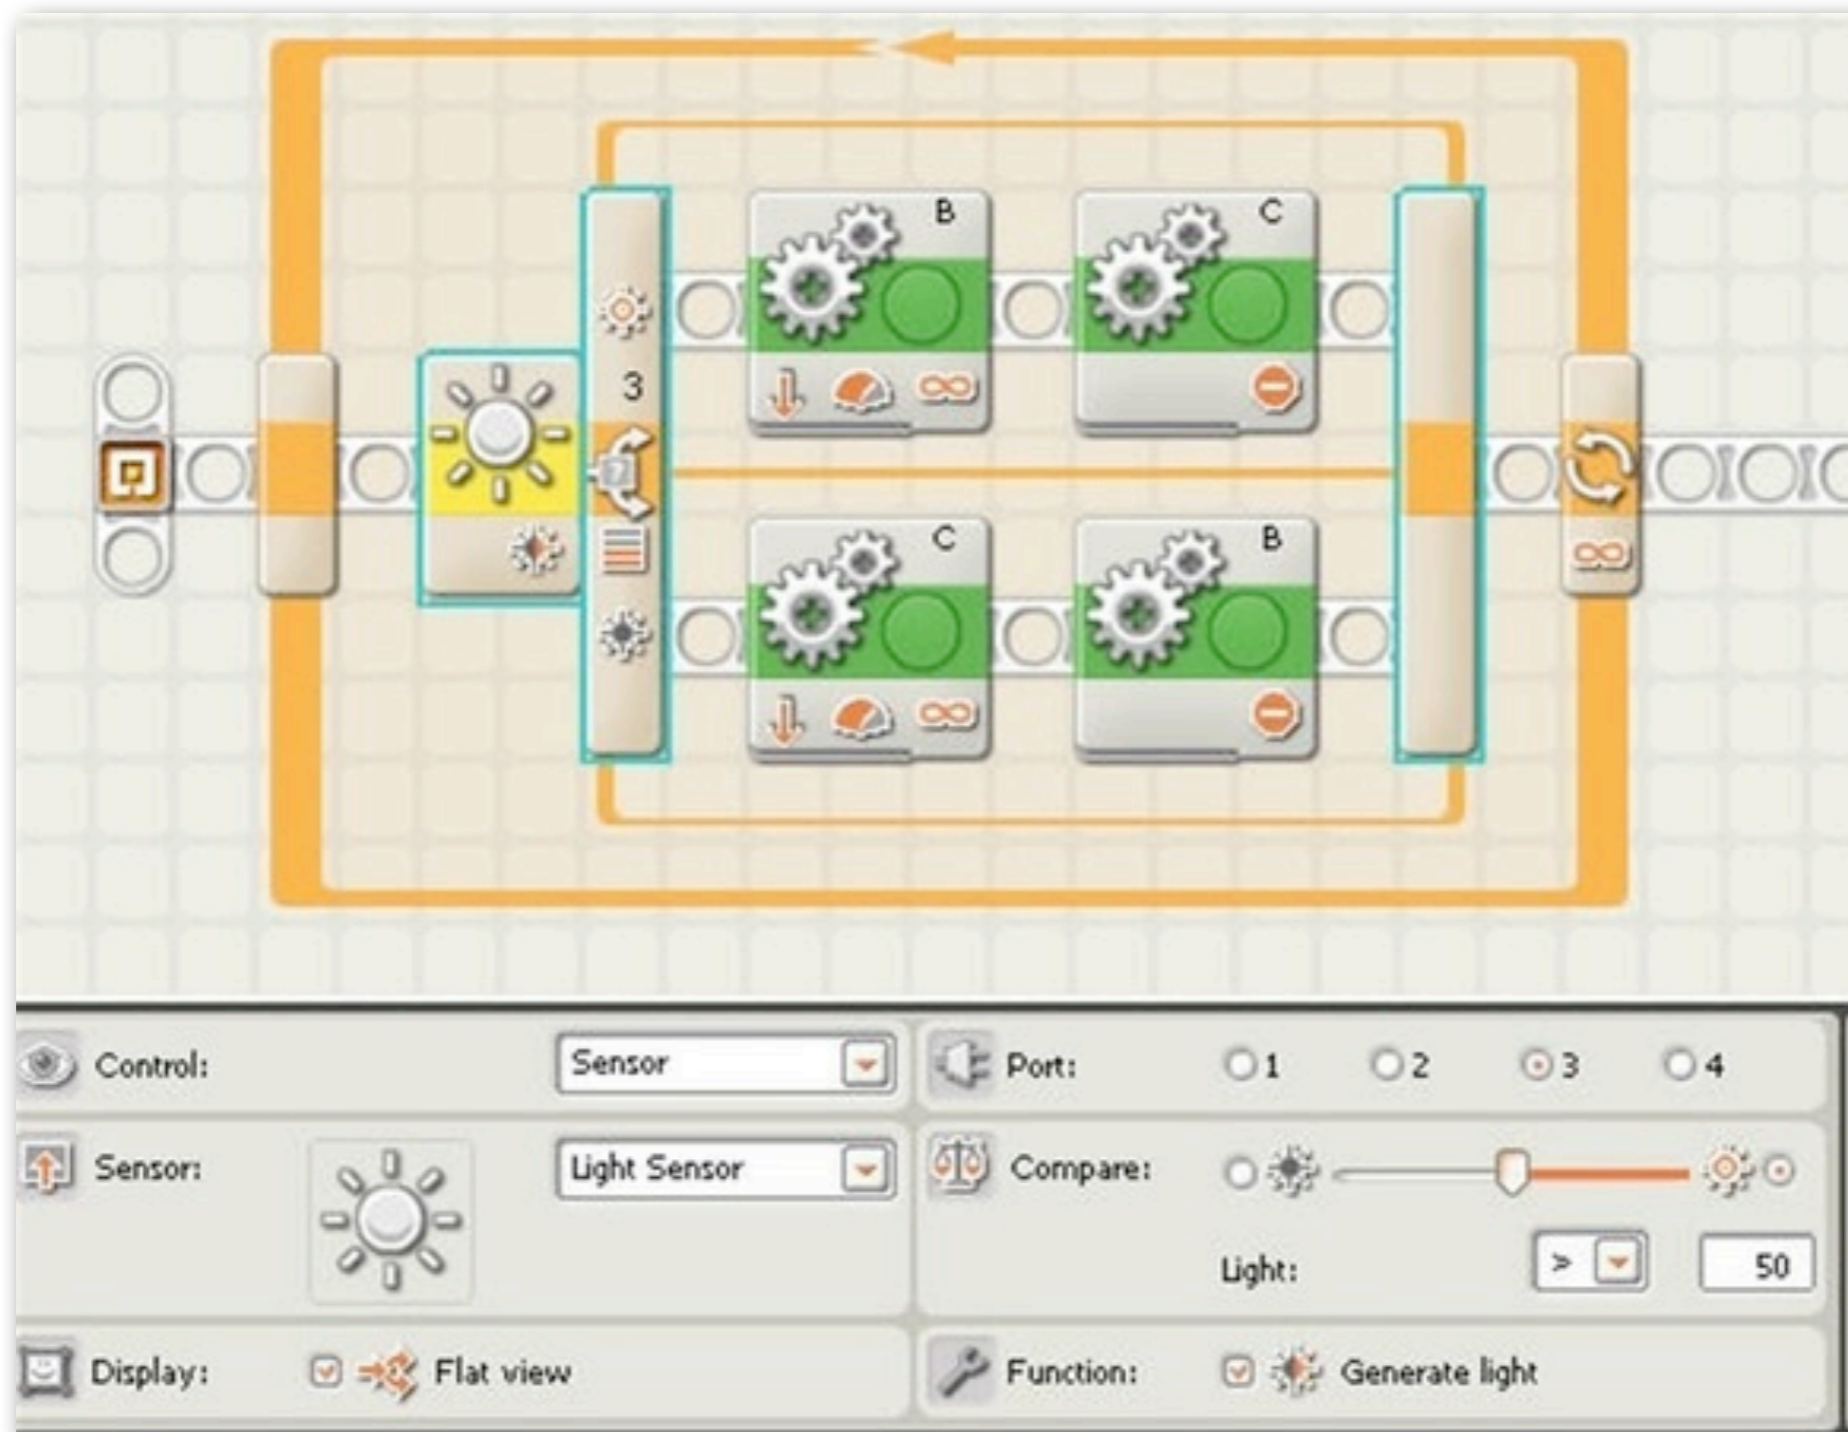 B
C
3
C
B
Control:
Sensor
Port:
1
2
3
4
Sensor:
Light Sensor
Compare:
Light:
>
50
Display:
Flat view
Function:
Generate light